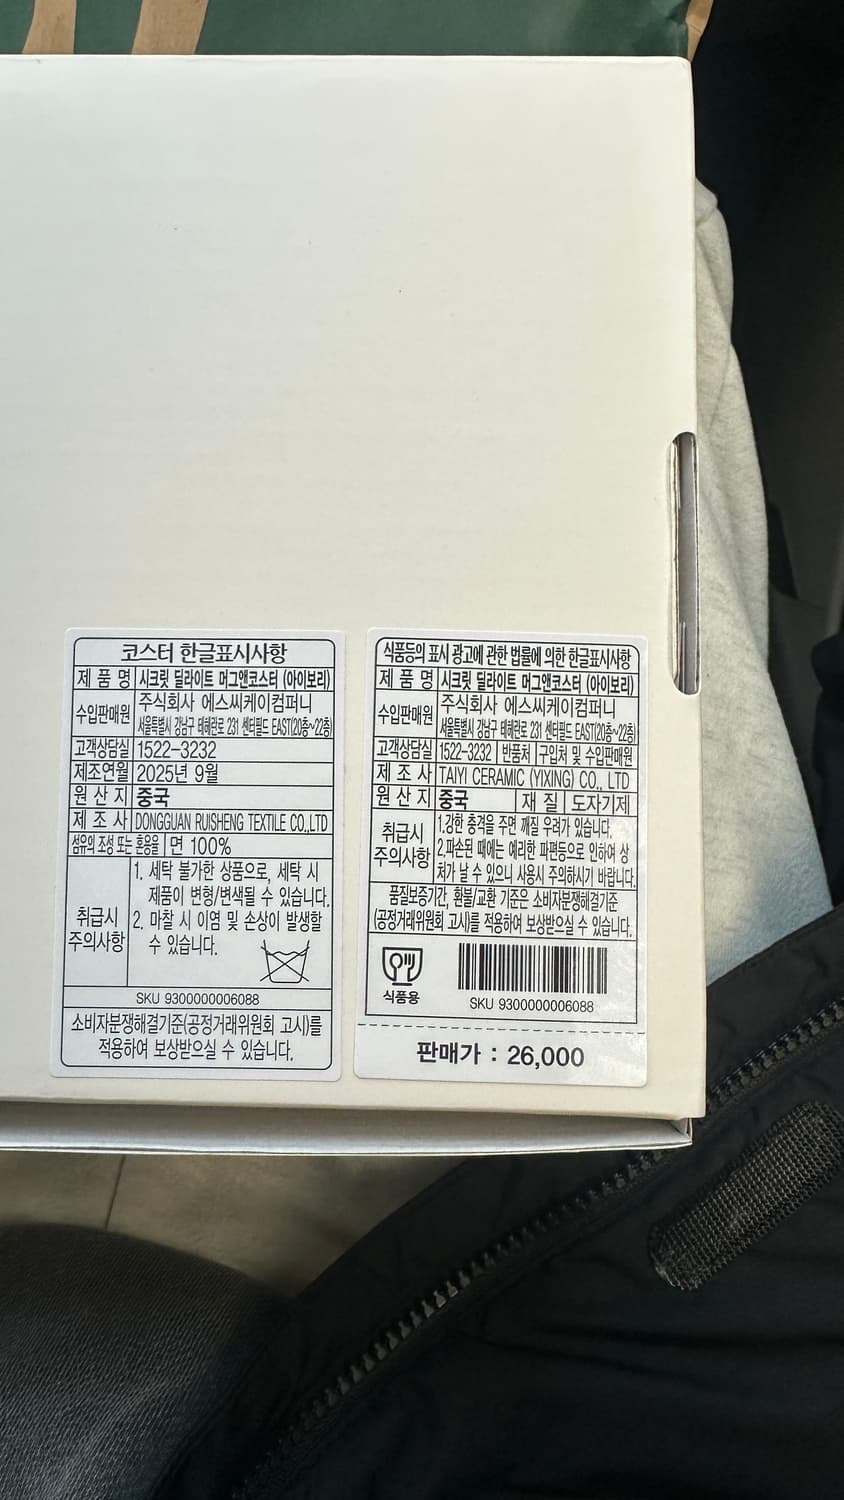 코스터 한글표시사항
제 품 명 시크릿 딜라이트 머그앤코스터 (아이보리)
수입판매원 주식회사 에스씨케이컴퍼니
서울특별시 강남구 테헤란로 231 센터필드 EAST(20층~22층)
고객상담실 1522-3232
제조연월 2025년 9월
원 산 지 중국
제 조 사 DONGGUAN RUISHENG TEXTILE CO.,LTD
섬유의 조성 또는 혼용율 면 100%
취급시 주의사항
1. 세탁 불가한 상품으로, 세탁 시
제품이 변형/변색될 수 있습니다.
2. 마찰 시 이염 및 손상이 발생할
수 있습니다.
SKU 9300000006088
소비자분쟁해결기준(공정거래위원회 고시)를
적용하여 보상받으실 수 있습니다.
식품등의 표시 광고에 관한 법률에 의한 한글표시사항
제 품 명 시크릿 딜라이트 머그앤코스터 (아이보리)
수입판매원 주식회사 에스씨케이컴퍼니
서울특별시 강남구 테헤란로 231 센터필드 EAST(20층~22층)
고객상담실 1522-3232 반품처 구입처 및 수입판매원
제 조 사 TAIYI CERAMIC (YIXING) CO., LTD
원 산 지 중국 재 질 도자기제
취급시 주의사항
1.강한 충격을 주면 깨질 우려가 있습니다.
2.파손된 때에는 예리한 파편등으로 인하여 상
처가 날 수 있으니 사용시 주의하시기 바랍니다.
품질보증기간, 환불/교환 기준은 소비자분쟁해결기준
(공정거래위원회 고시)를 적용하여 보상받으실 수 있습니다.
식품용
SKU 9300000006088
판매가 : 26,000